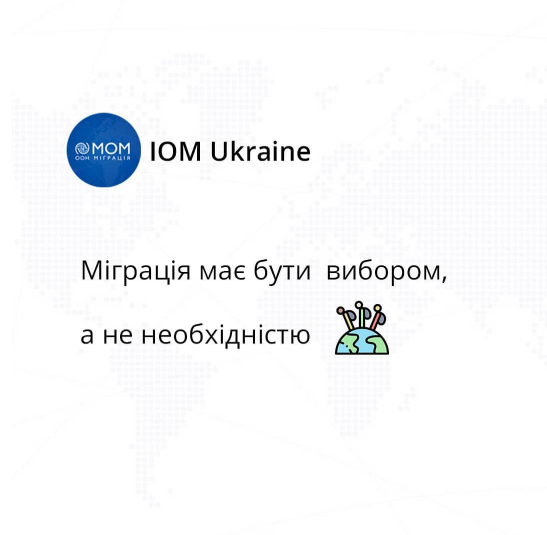 МОМ
ООН МІГРАЦІЯ
IOM Ukraine
Міграція має бути вибором,
а не необхідністю